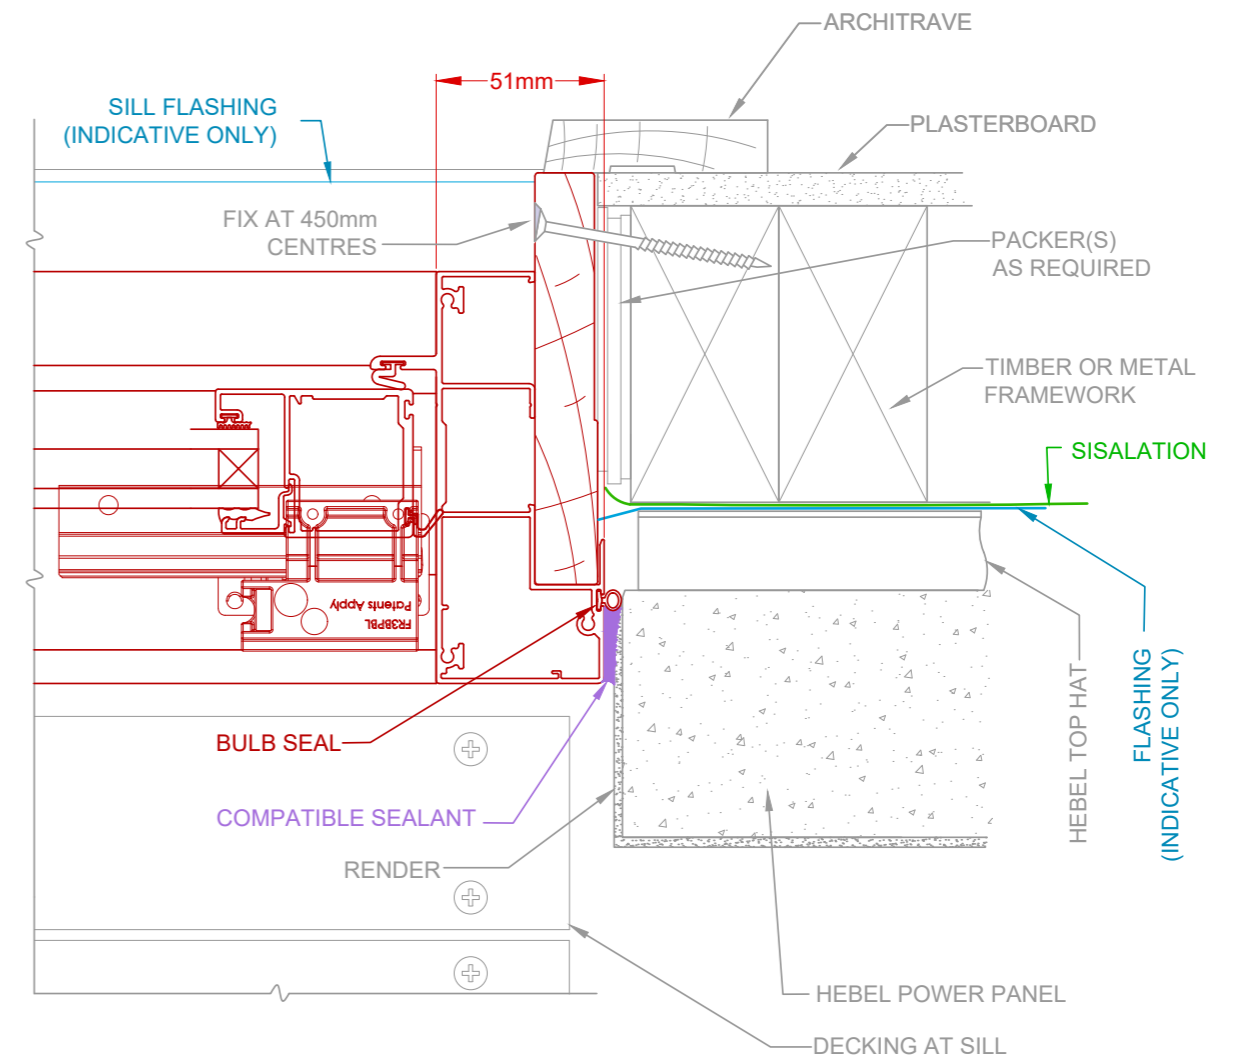 ARCHITRAVE
51mm
SILL FLASHING
(INDICATIVE ONLY)
PLASTERBOARD
FIX AT 450mm
CENTRES
PACKER(S)
AS REQUIRED
TIMBER OR METAL
FRAMEWORK
SISALATION
FR3BPBL
Patents Apply
BULB SEAL
COMPATIBLE SEALANT
RENDER
HEBEL TOP HAT
FLASHING
(INDICATIVE ONLY)
HEBEL POWER PANEL
DECKING AT SILL